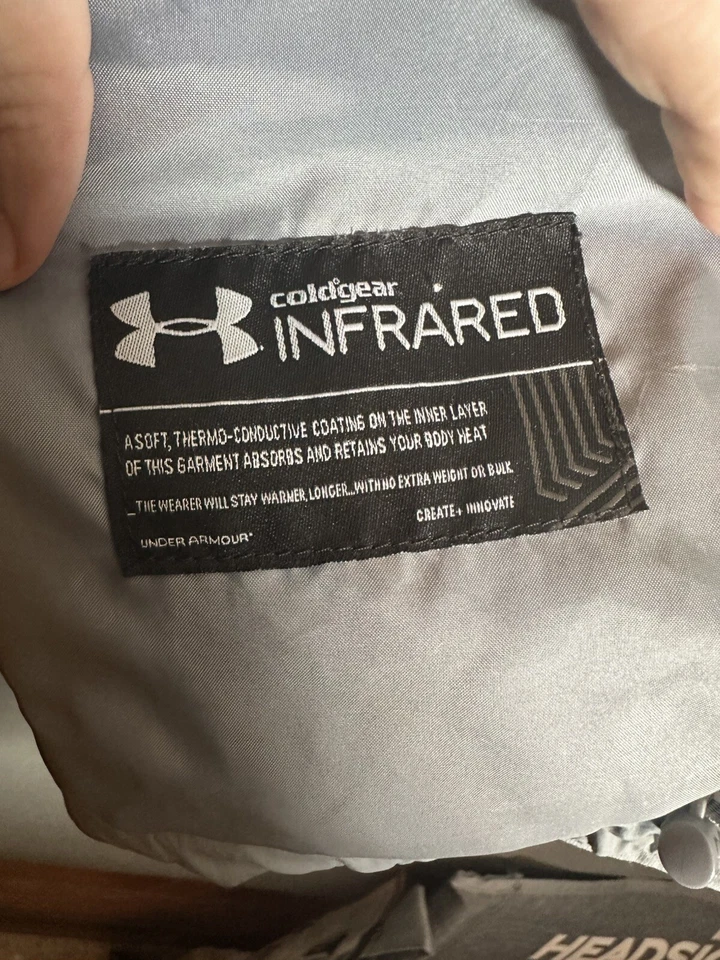 coldgear
INFRARED
A SOFT, THERMO-CONDUCTIVE COATING ON THE INNER LAYER
OF THIS GARMENT ABSORBS AND RETAINS YOUR BODY HEAT
_THE WEARER WILL STAY WARMER, LONGER...WITH NO EXTRA WEIGHT OR BULK
CREATE+ INNOVATE
UNDER ARMOUR®